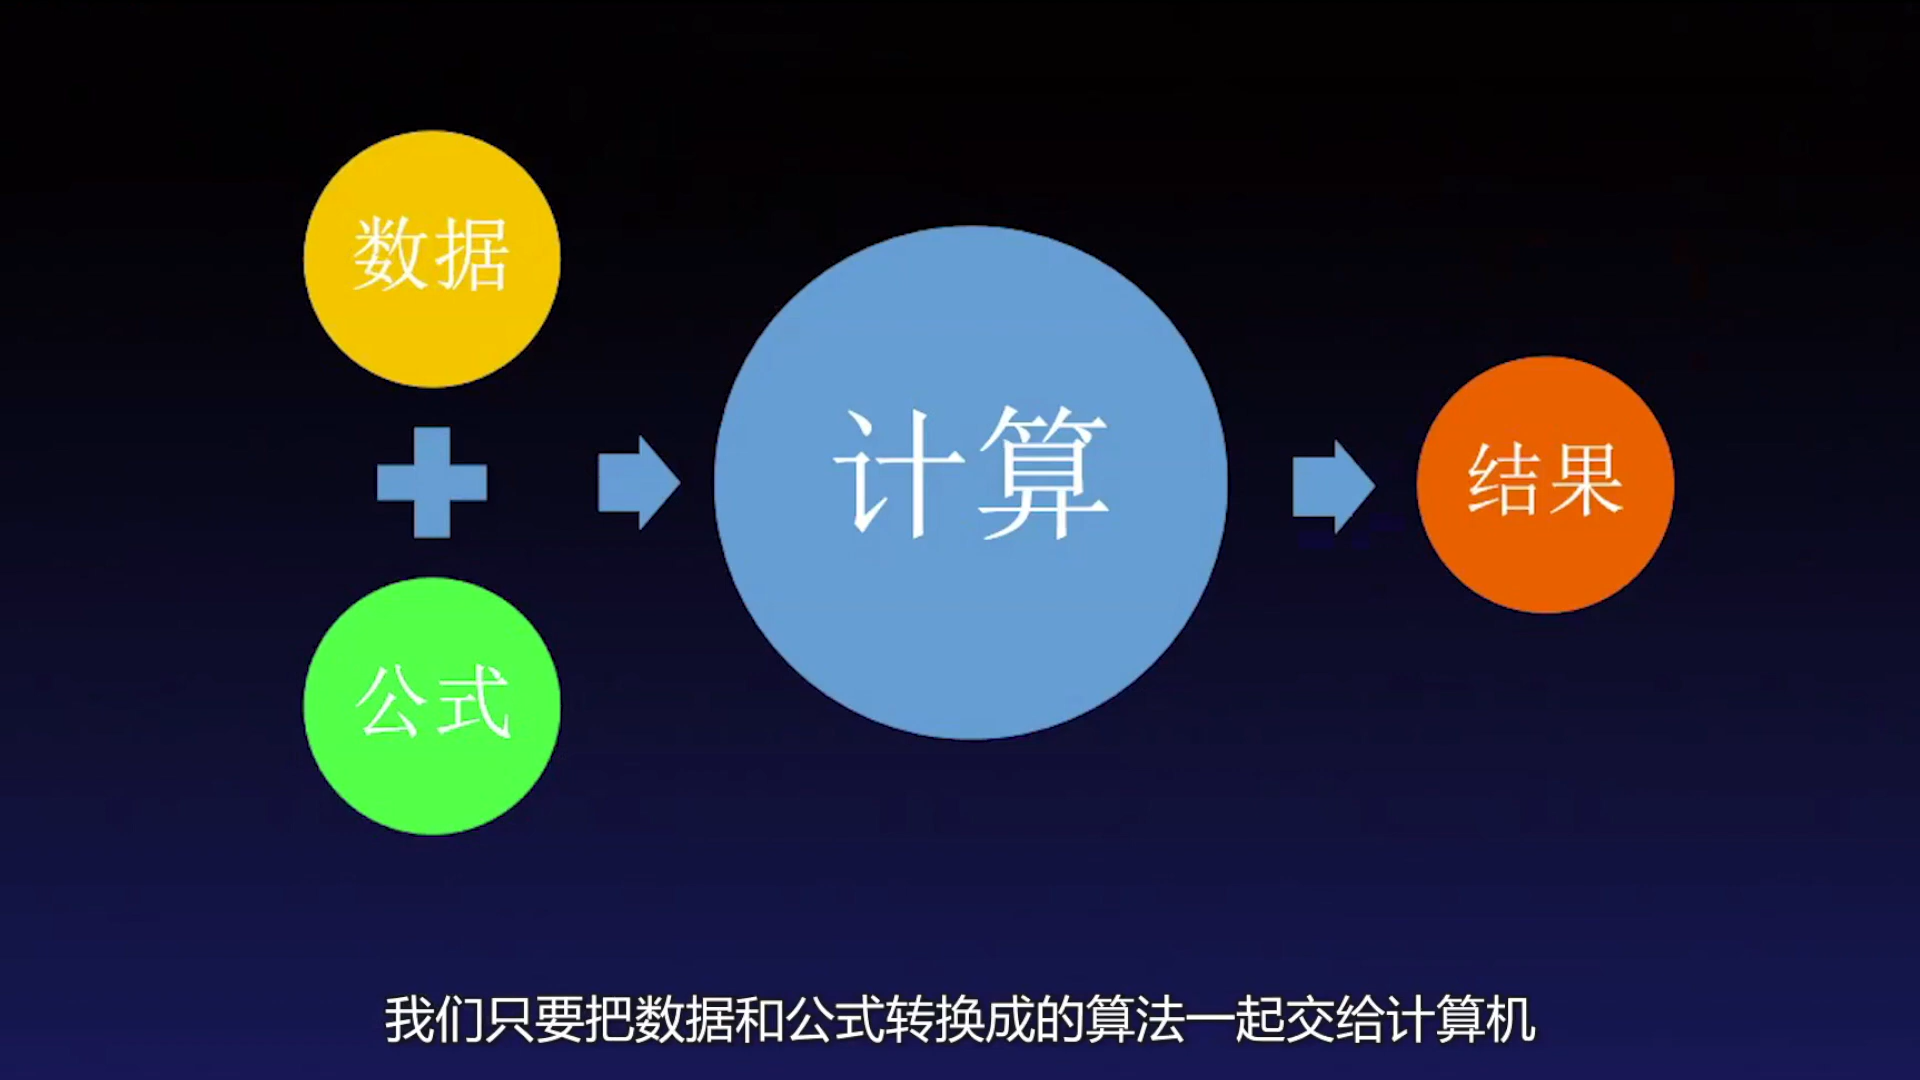 数据
公式
计算
结果
我们只要把数据和公式转换成的算法一起交给计算机